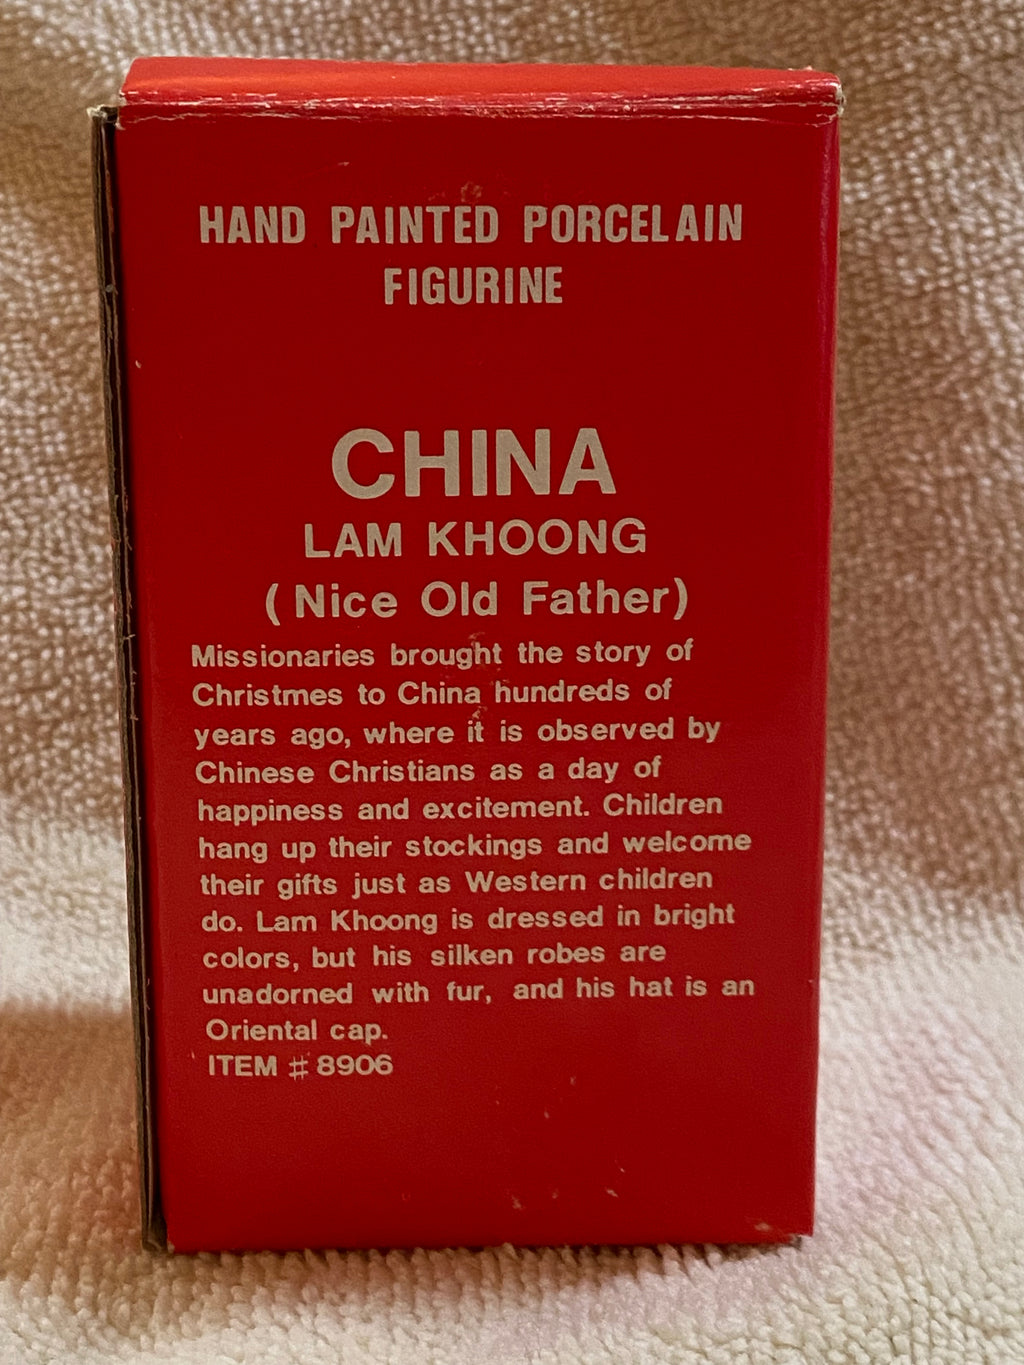 HAND PAINTED PORCELAIN
FIGURINE
CHINA
LAM KHOONG
(Nice Old Father)
Missionaries brought the story of
Christmes to China hundreds of
years ago, where it is observed by
Chinese Christians as a day of
happiness and excitement. Children
hang up their stockings and welcome
their gifts just as Western children
do. Lam Khoong is dressed in bright
colors, but his silken robes are
unadorned with fur, and his hat is an
Oriental cap.
ITEM # 8906